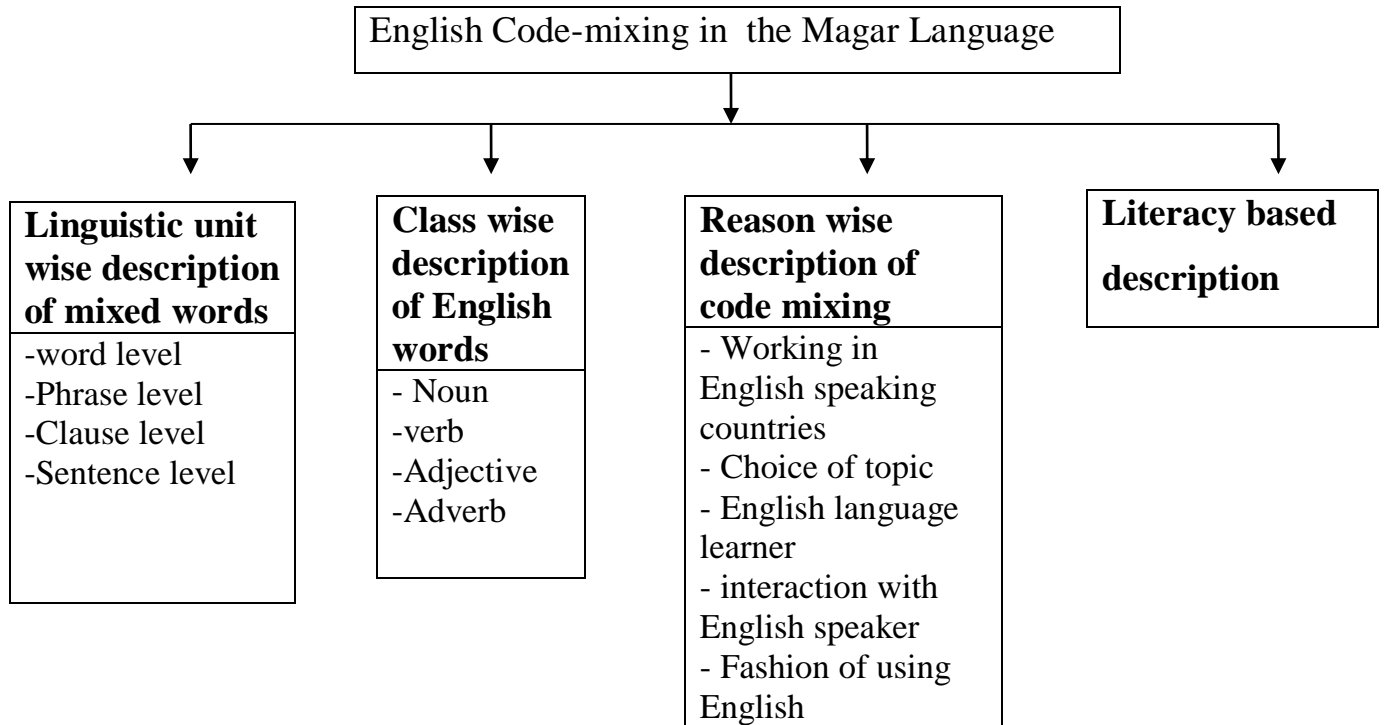 English Code-mixing in the Magar Language
Linguistic unit
wise description
of mixed words
-word level
-Phrase level
-Clause level
-Sentence level
Class wise
description
of English
words
- Noun
-verb
-Adjective
-Adverb
Reason wise
description of
code mixing
- Working in
English speaking
countries
- Choice of topic
- English language
learner
- interaction with
English speaker
- Fashion of using
English
Literacy based
description